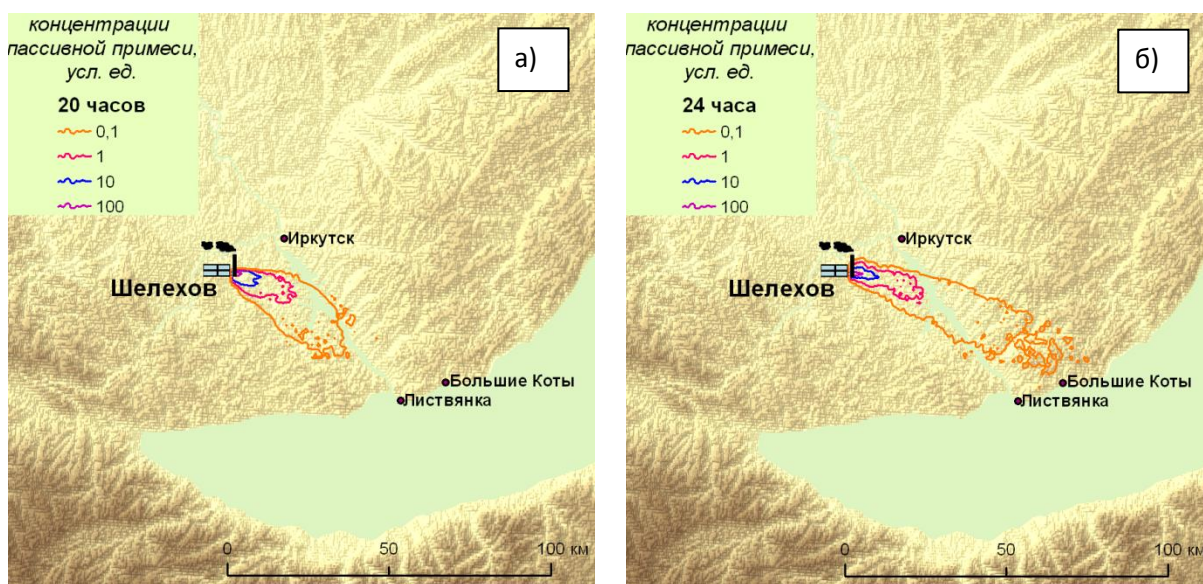 концентрации
пассивной примеси,
усл. ед.
20 часов
0,1
1
10
100
а)
Иркутск
Шелехов
Большие Коты
Листвянка
0 50 100 км
концентрации
пассивной примеси,
усл. ед.
24 часа
0,1
1
10
100
б)
Иркутск
Шелехов
Большие Коты
Листвянка
0 50 100 км